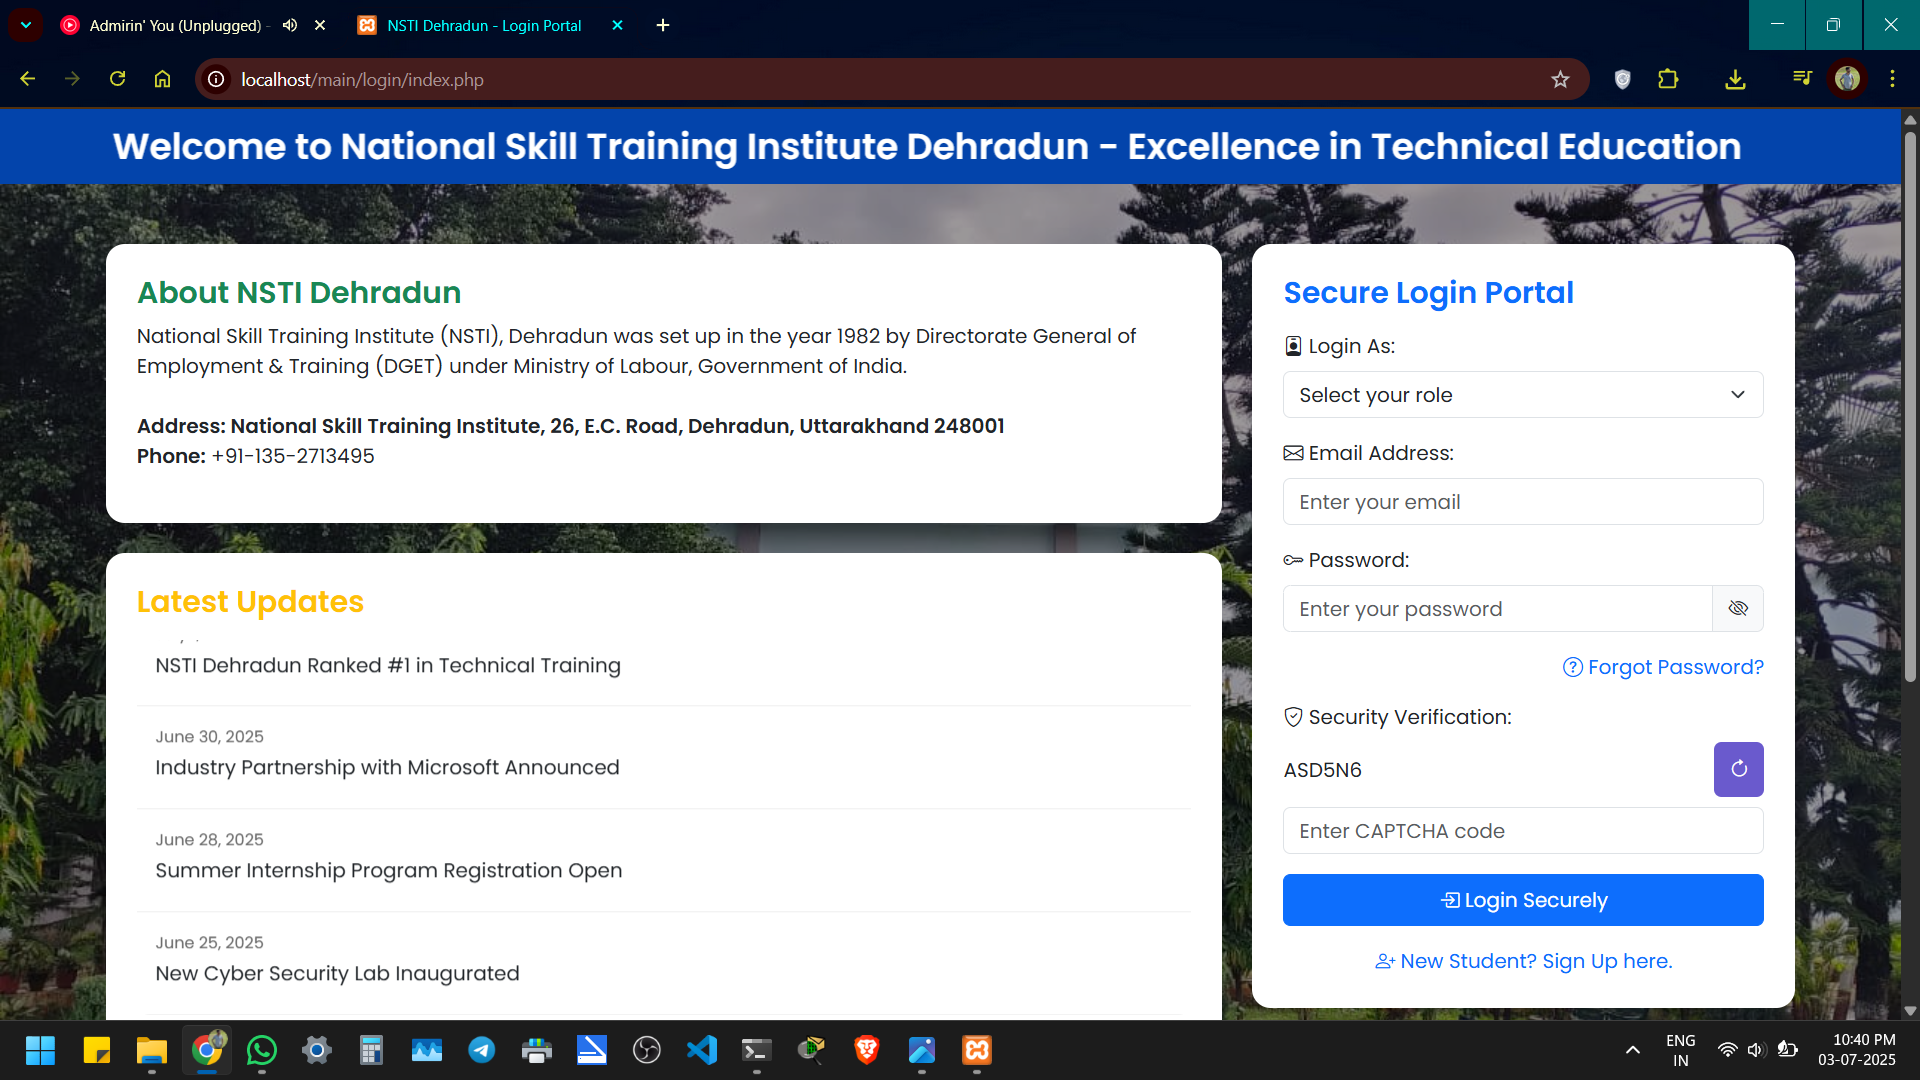 Admirin' You (Unplugged) -
NSTI Dehradun - Login Portal
localhost/main/login/index.php
Welcome to National Skill Training Institute Dehradun - Excellence in Technical Education
About NSTI Dehradun
National Skill Training Institute (NSTI), Dehradun was set up in the year 1982 by Directorate General of
Employment & Training (DGET) under Ministry of Labour, Government of India.
Address: National Skill Training Institute, 26, E.C. Road, Dehradun, Uttarakhand 248001
Phone: +91-135-2713495
Latest Updates
NSTI Dehradun Ranked #1 in Technical Training
June 30, 2025
Industry Partnership with Microsoft Announced
June 28, 2025
Summer Internship Program Registration Open
June 25, 2025
New Cyber Security Lab Inaugurated
Secure Login Portal
Login As:
Select your role
Email Address:
Enter your email
Password:
Enter your password
Forgot Password?
Security Verification:
ASD5N6
Enter CAPTCHA code
Login Securely
New Student? Sign Up here.
ENG
IN
10:40 PM
03-07-2025